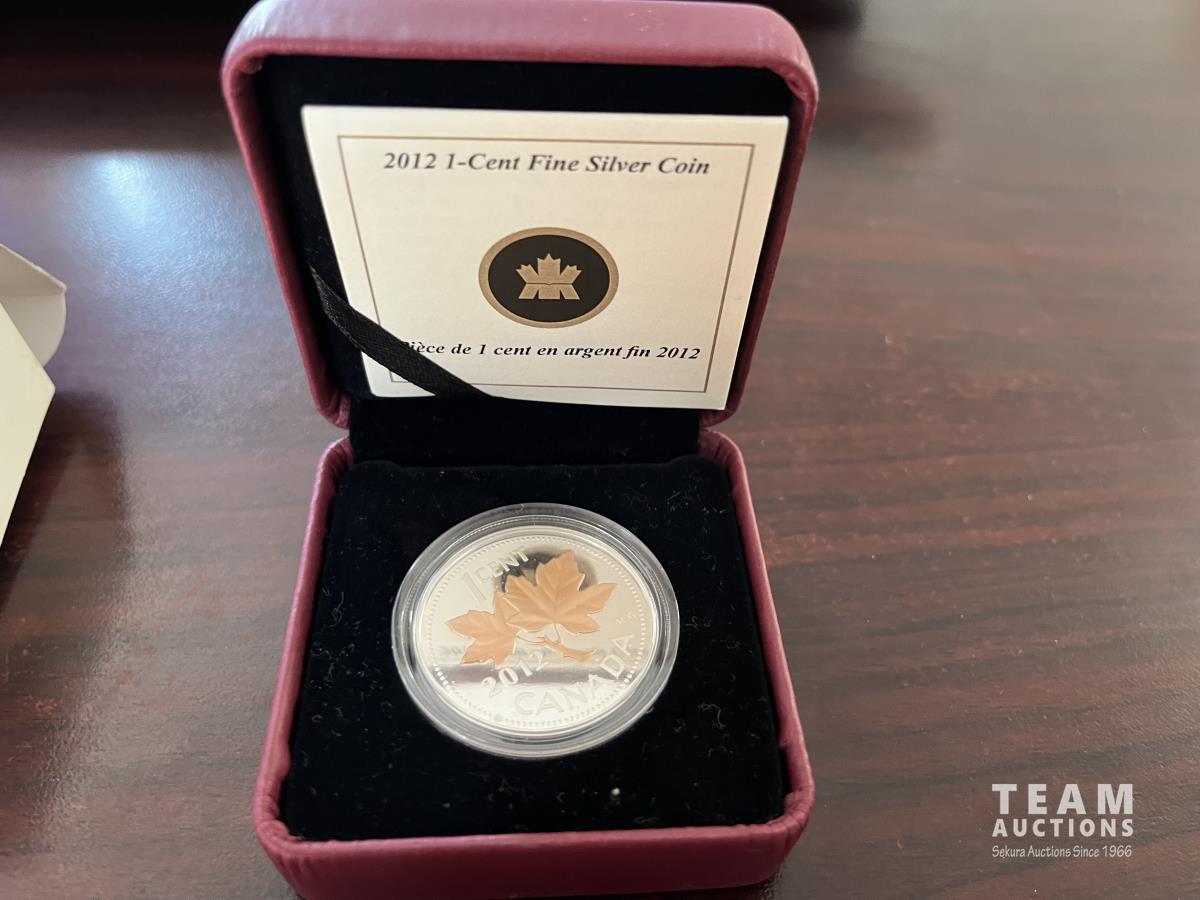 2012 1-Cent Fine Silver Coin
Pièce de 1 cent en argent fin 2012
1 CENT
2012
CANADA
TEAM
AUCTIONS
Sekura Auctions Since 1966